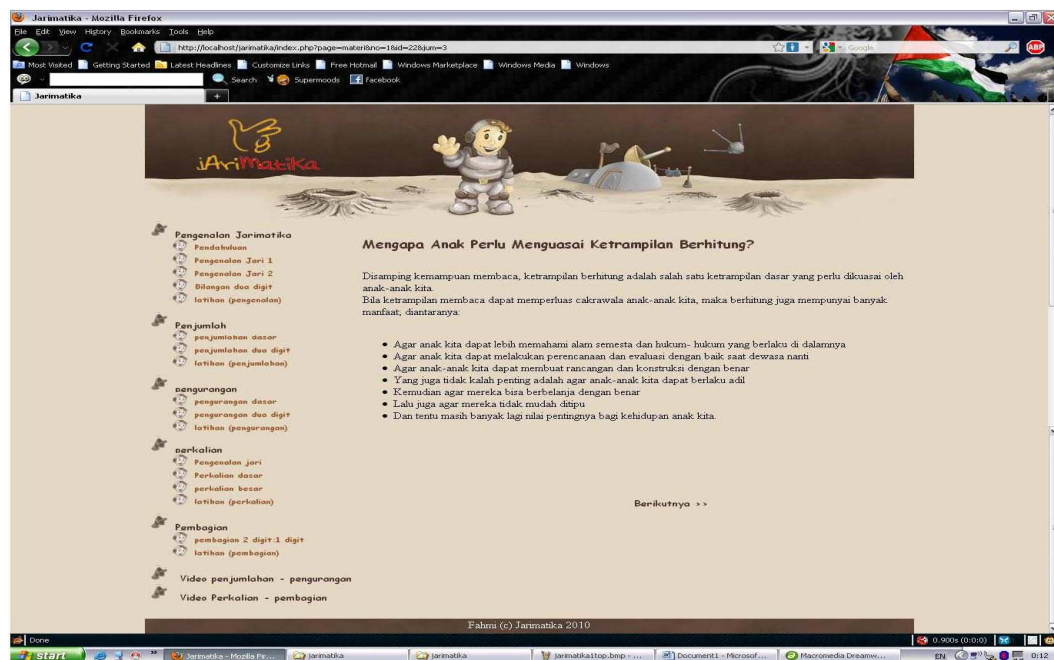 Jarimatika - Mozilla Firefox
File Edit View History Bookmarks Tools Help
http://localhost/jarimatika/index.php?page=materi&no=1&id=22&jum=3
Google
Most Visited Getting Started Latest Headlines Customize Links Free Hotmail Windows Marketplace Windows Media Windows
Search Supermoods Facebook
Jarimatika
jAriMatika
Pengenalan Jarimatika
Pendahuluan
Pengenalan Jari 1
Pengenalan Jari 2
Bilangan dua digit
latihan (pengenalan)
Penjumlah
penjumlahan dasar
penjumlahan dua digit
latihan (penjumlahan)
pengurangan
pengurangan dasar
pengurangan dua digit
latihan (pengurangan)
perkalian
Pengenalan jari
Perkalian dasar
perkalian besar
latihan (perkalian)
Pembagian
pembagian 2 digit:1 digit
latihan (pembagian)
Video penjumlahan - pengurangan
Video Perkalian - pembagian
Mengapa Anak Perlu Menguasai Ketrampilan Berhitung?
Disamping kemampuan membaca, ketrampilan berhitung adalah salah satu ketrampilan dasar yang perlu dikuasai oleh
anak-anak kita.
Bila ketrampilan membaca dapat memperluas cakrawala anak-anak kita, maka berhitung juga mempunyai banyak
manfaat, diantaranya:
Agar anak kita dapat lebih memahami alam semesta dan hukum- hukum yang berlaku di dalamnya
Agar anak kita dapat melakukan perencanaan dan evaluasi dengan baik saat dewasa nanti
Agar anak-anak kita dapat membuat rancangan dan konstruksi dengan benar
Yang juga tidak kalah penting adalah agar anak-anak kita dapat berlaku adil
Kemudian agar mereka bisa berbelanja dengan benar
Lalu juga agar mereka tidak mudah ditipu
Dan tentu masih banyak lagi nilai pentingnya bagi kehidupan anak kita.
Berikutnya >>
Fahmi (c) Jarimatika 2010
Done
0.900s (0:0:0)
start
Jarimatika - Mozilla Fir...
jarimatika
jarimatika
jarimatika1top.bmp - ...
Document1 - Microsof...
Macromedia Dreamw...
EN
0:12